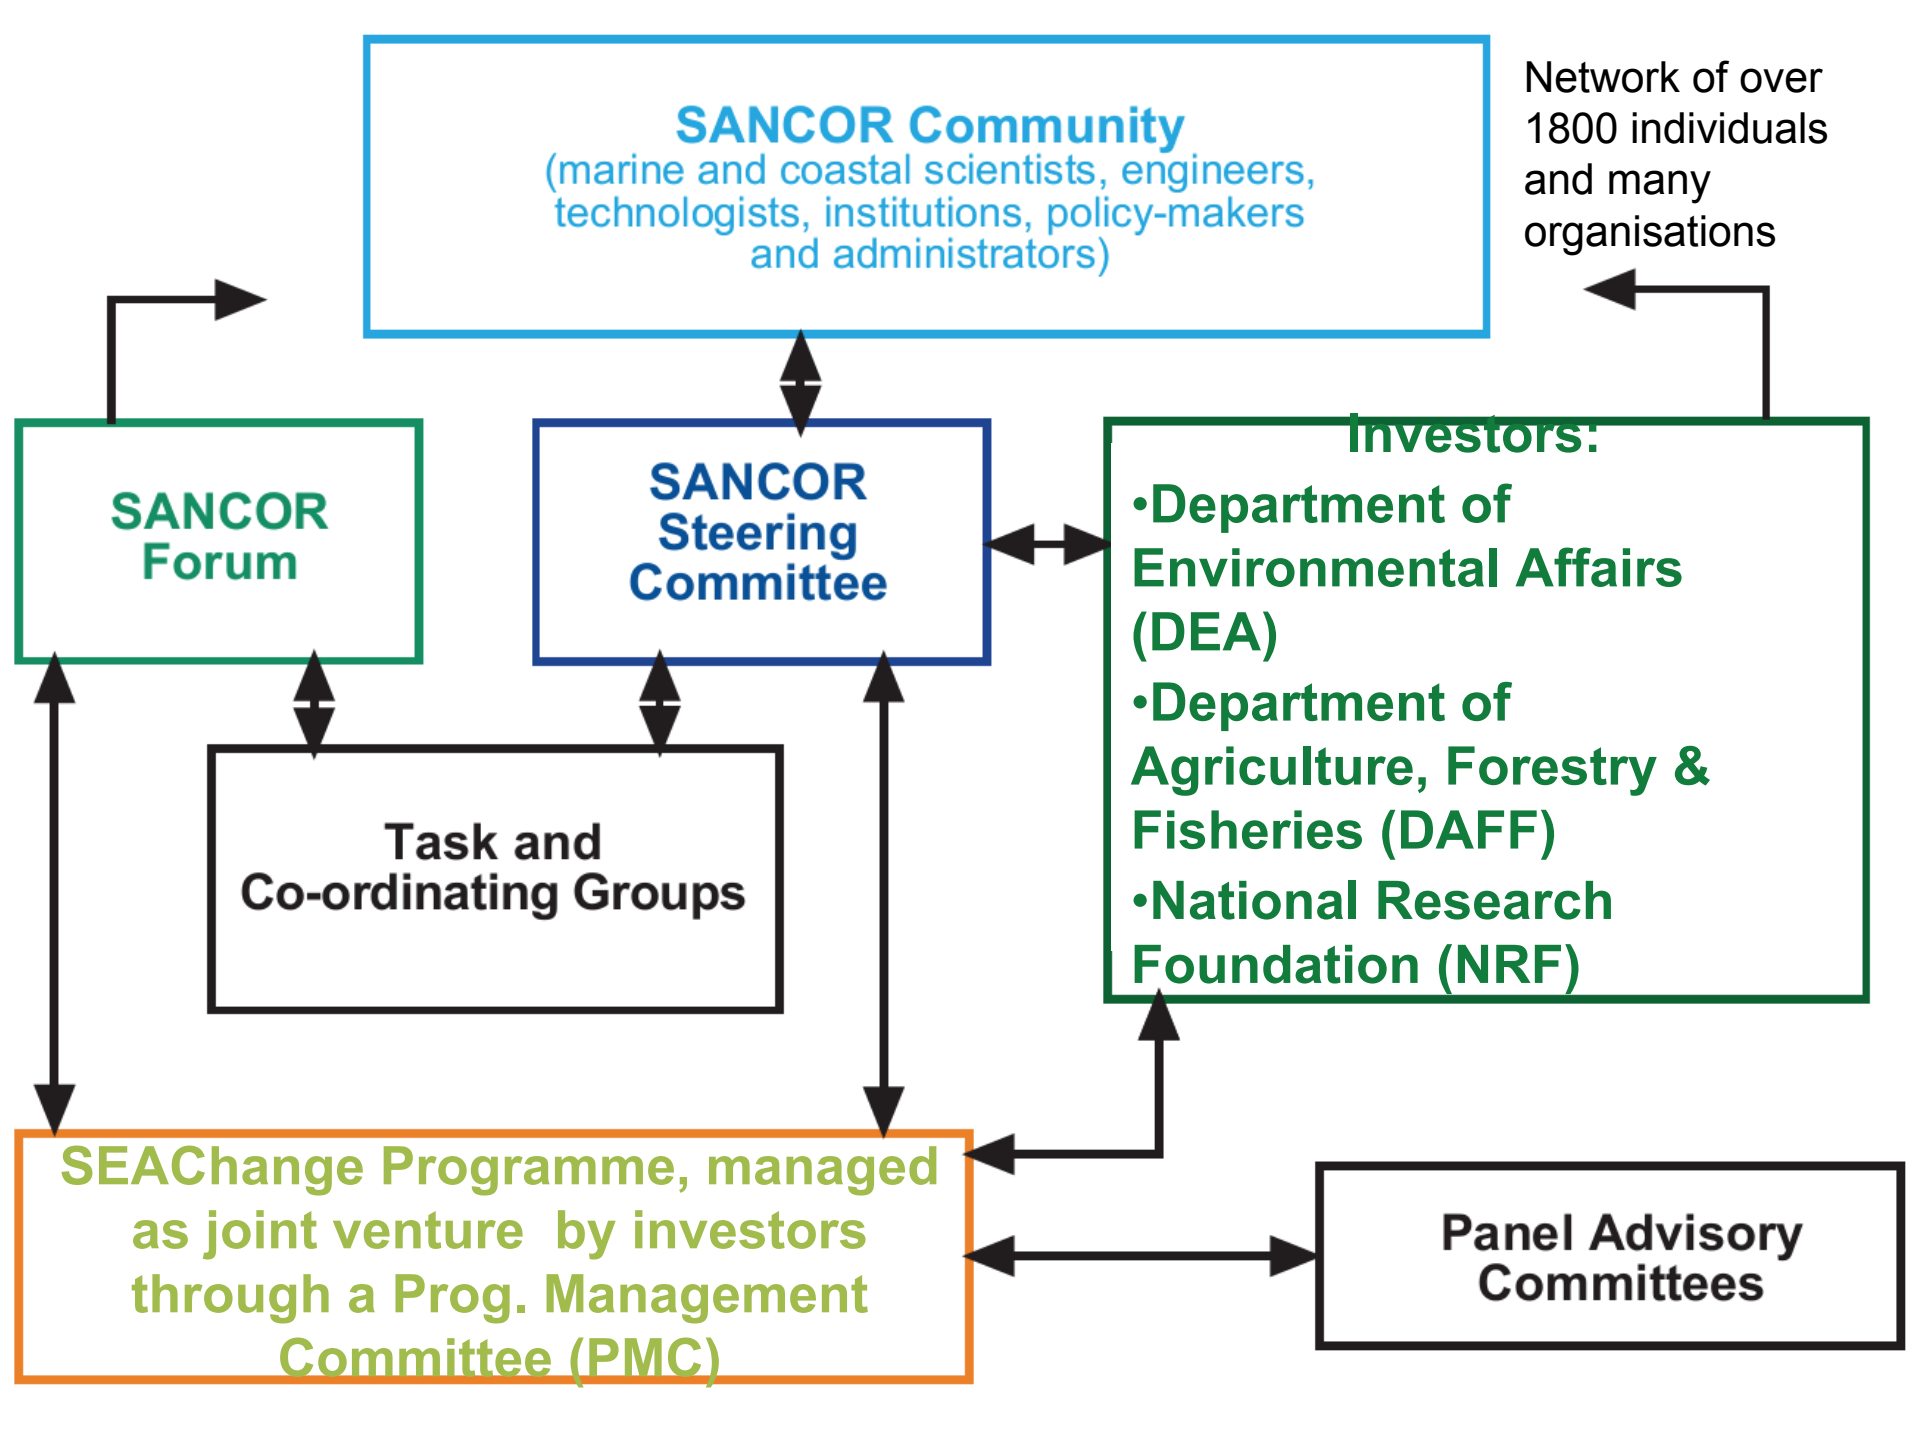 SANCOR Community
(marine and coastal scientists, engineers,
technologists, institutions, policy-makers
and administrators)
Network of over
1800 individuals
and many
organisations
SANCOR
Forum
SANCOR
Steering
Committee
Investors:
•Department of
Environmental Affairs
(DEA)
•Department of
Agriculture, Forestry &
Fisheries (DAFF)
•National Research
Foundation (NRF)
Task and
Co-ordinating Groups
SEAChange Programme, managed
as joint venture  by investors
through a Prog. Management
Committee (PMC)
Panel Advisory
Committees